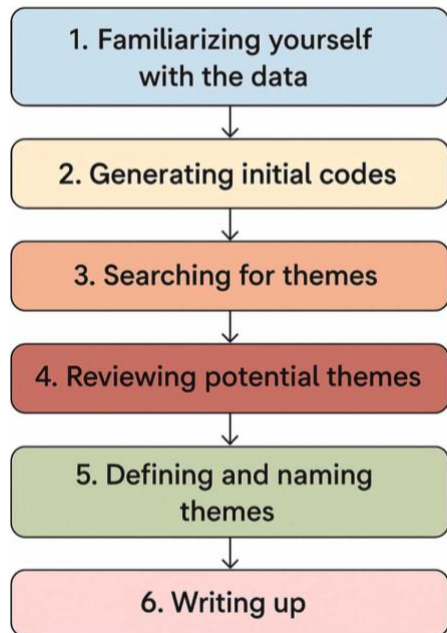 1. Familiarizing yourself
with the data
2. Generating initial codes
3. Searching for themes
4. Reviewing potential themes
5. Defining and naming
themes
6. Writing up